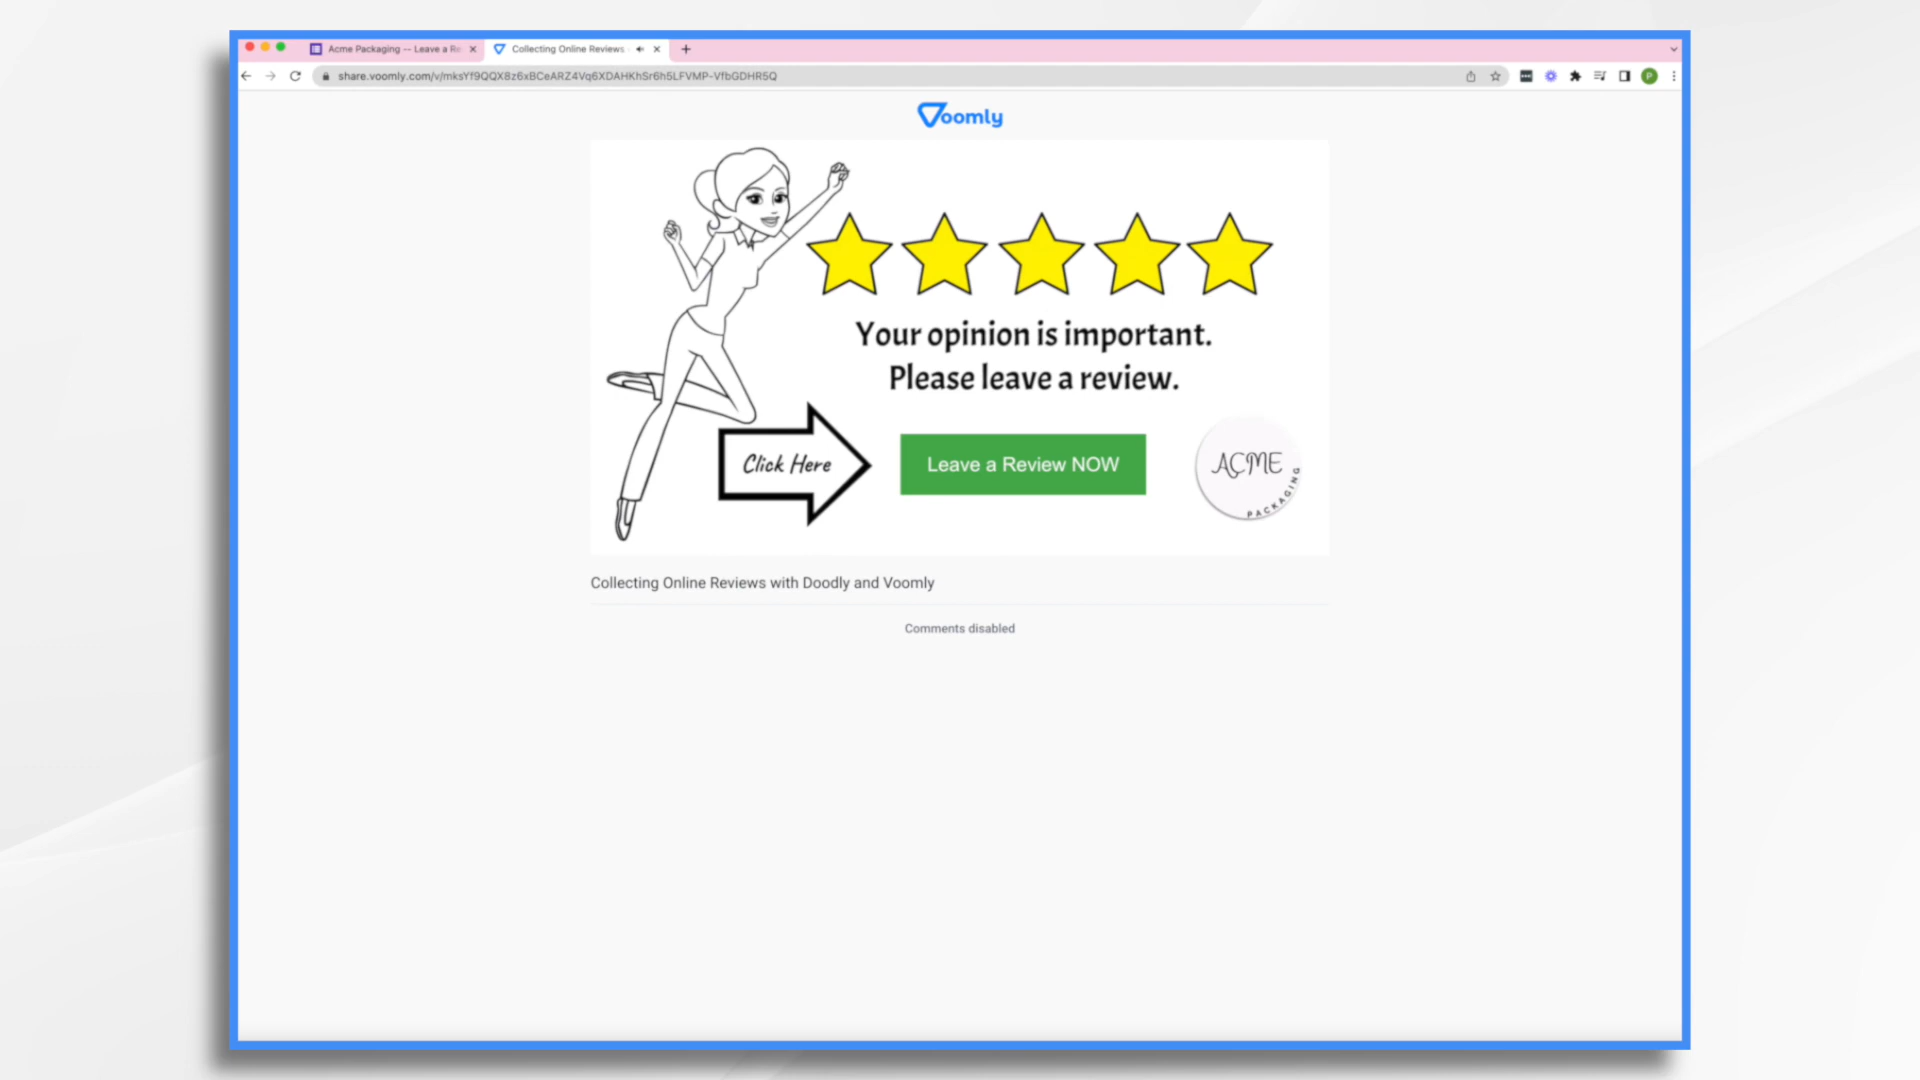 Acme Packaging -- Leave a Re
Collecting Online Reviews
share.voomly.com/v/mksYf9QQX8z6xBCeARZ4Vq6XDAHKhSr6h5LFVMP-VfbGDHR5Q
P
Voomly
Your opinion is important.
Please leave a review.
Click Here
Leave a Review NOW
ACME
PACKAGING
Collecting Online Reviews with Doodly and Voomly
Comments disabled